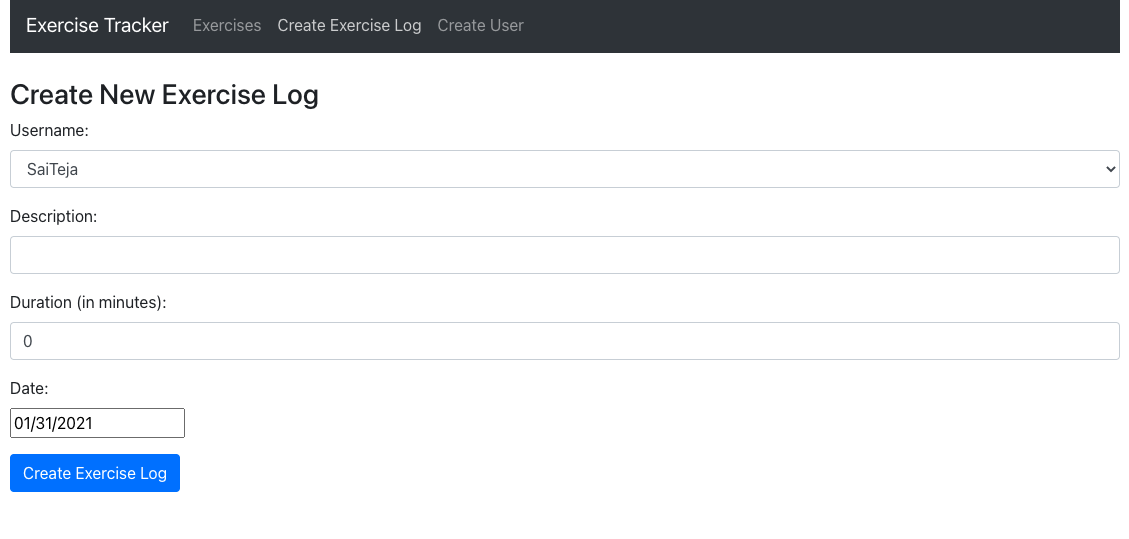 Exercise Tracker Exercises Create Exercise Log Create User
Create New Exercise Log
Username:
SaiTeja
Description:
Duration (in minutes):
0
Date:
01/31/2021
Create Exercise Log